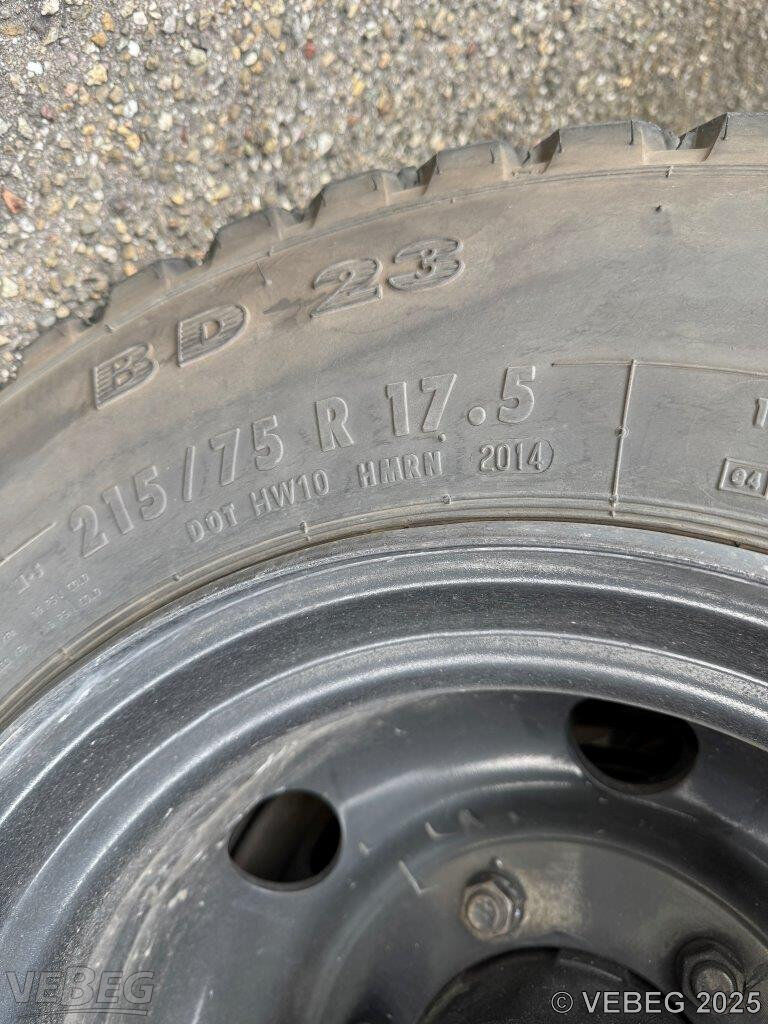 BD 23
215/75 R 17.5
DOT HW10 HMRN 2014
VEBEG
© VEBEG 2025